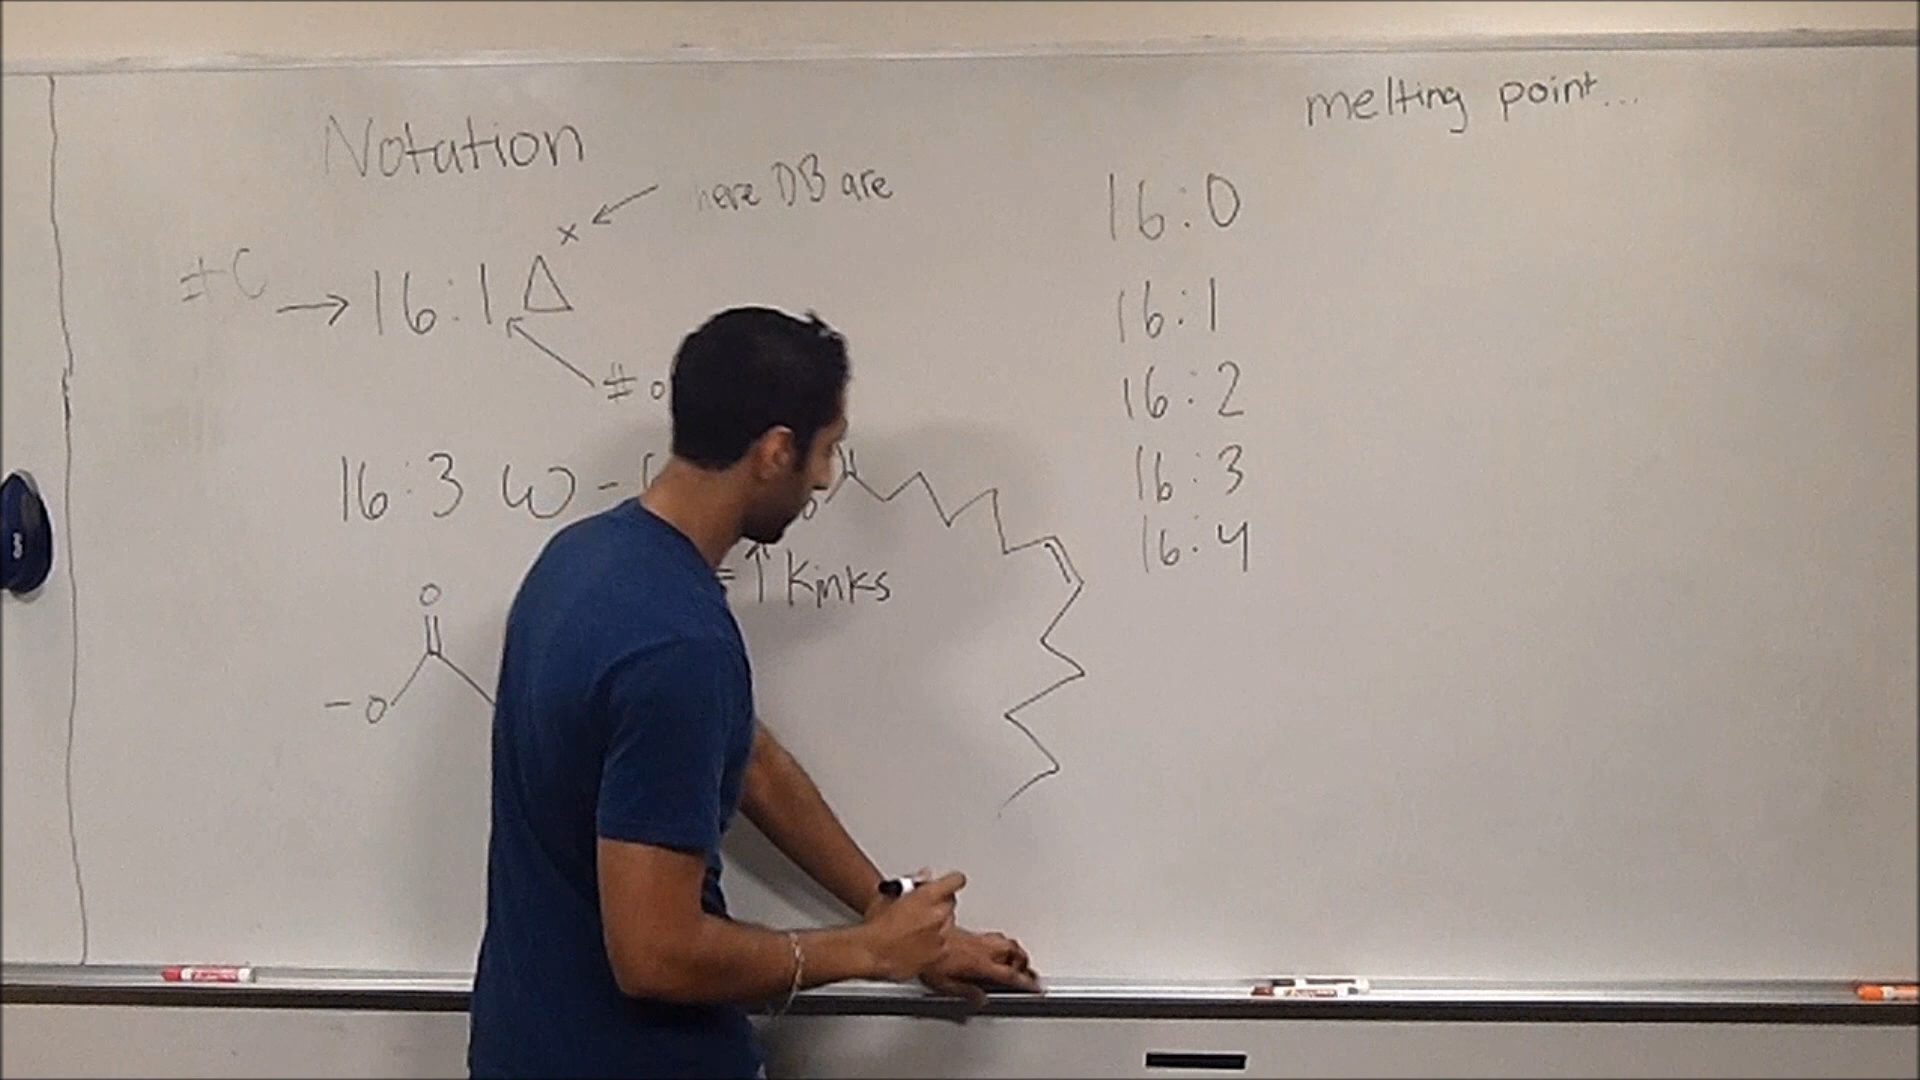 Notation
here DB are
x
#C → 16:1 Δ
# o
16:3 ω -
= ↑ Kinks
O
- O
melting point...
16:0
16:1
16:2
16:3
16:4